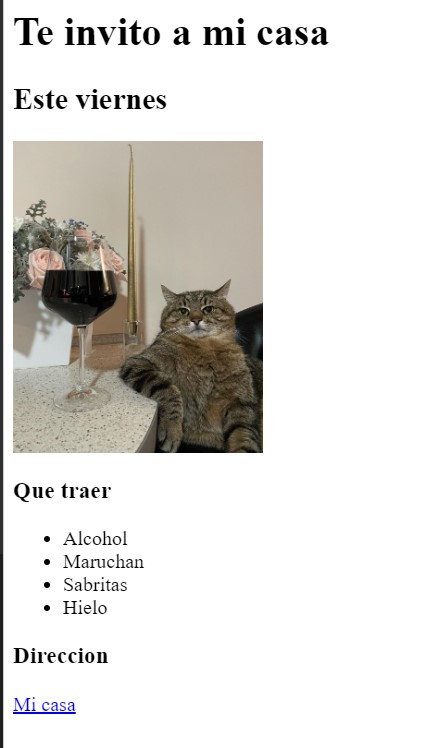 Te invito a mi casa
Este viernes
Que traer
Alcohol
Maruchan
Sabritas
Hielo
Direccion
Mi casa